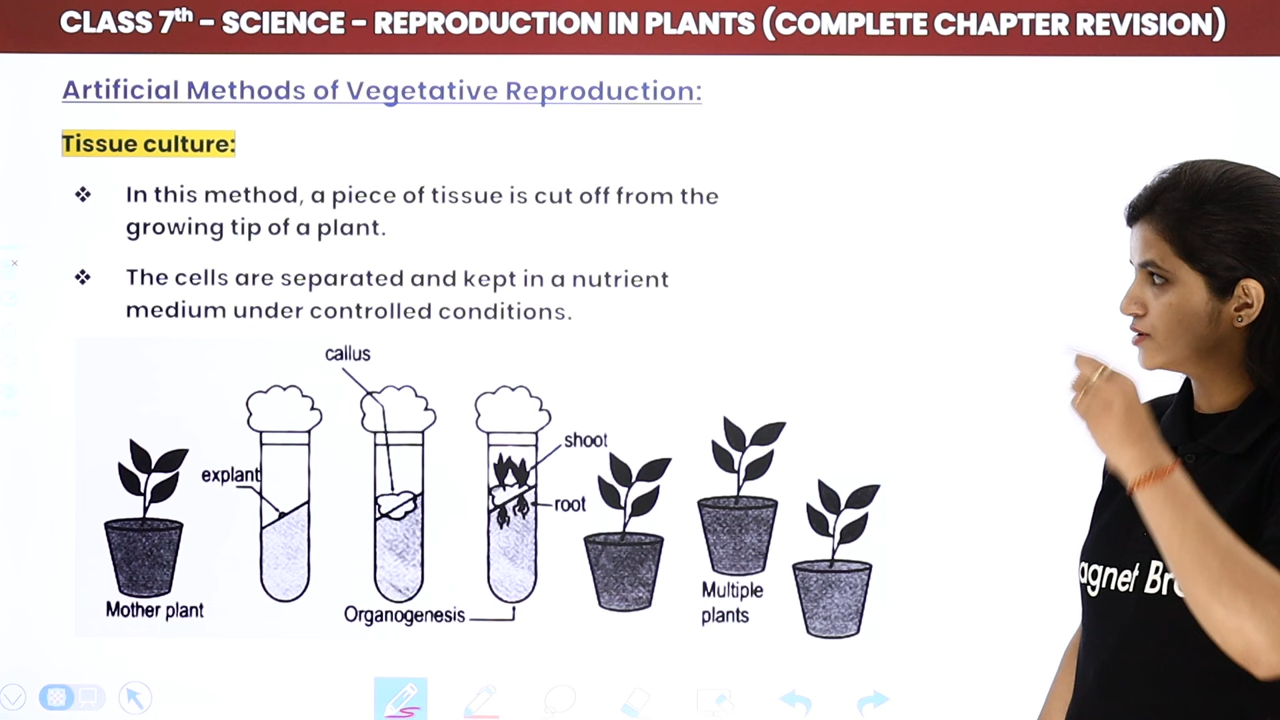 CLASS 7th – SCIENCE – REPRODUCTION IN PLANTS (COMPLETE CHAPTER REVISION)
Artificial Methods of Vegetative Reproduction:
Tissue culture:
❖ In this method, a piece of tissue is cut off from the
growing tip of a plant.
❖ The cells are separated and kept in a nutrient
medium under controlled conditions.
callus
shoot
explant
root
Mother plant
Organogenesis
Multiple
plants
agnet Br